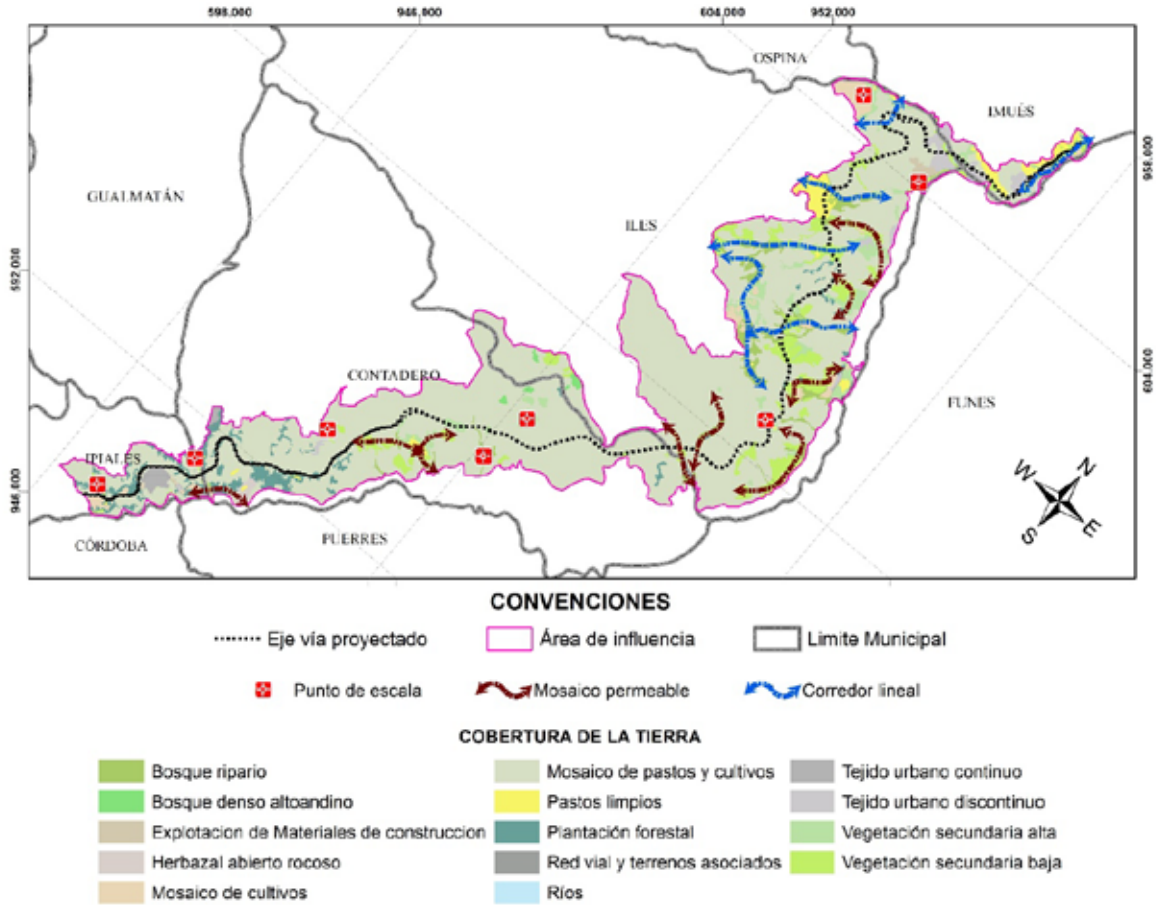 598,000 946,000 604,000 952,000
OSPINA
IMUÉS
958,000
GUALMATÁN
ILES
592,000
604,000
CONTADERO
FUNES
IPIALES
946,000
CÓRDOBA
PUERRES
W N
S E
CONVENCIONES
Eje vía proyectado Área de influencia Limite Municipal
Punto de escala Mosaico permeable Corredor lineal
COBERTURA DE LA TIERRA
Bosque ripario Mosaico de pastos y cultivos Tejido urbano continuo
Bosque denso altoandino Pastos limpios Tejido urbano discontinuo
Explotacion de Materiales de construccion Plantación forestal Vegetación secundaria alta
Herbazal abierto rocoso Red vial y terrenos asociados Vegetación secundaria baja
Mosaico de cultivos Ríos